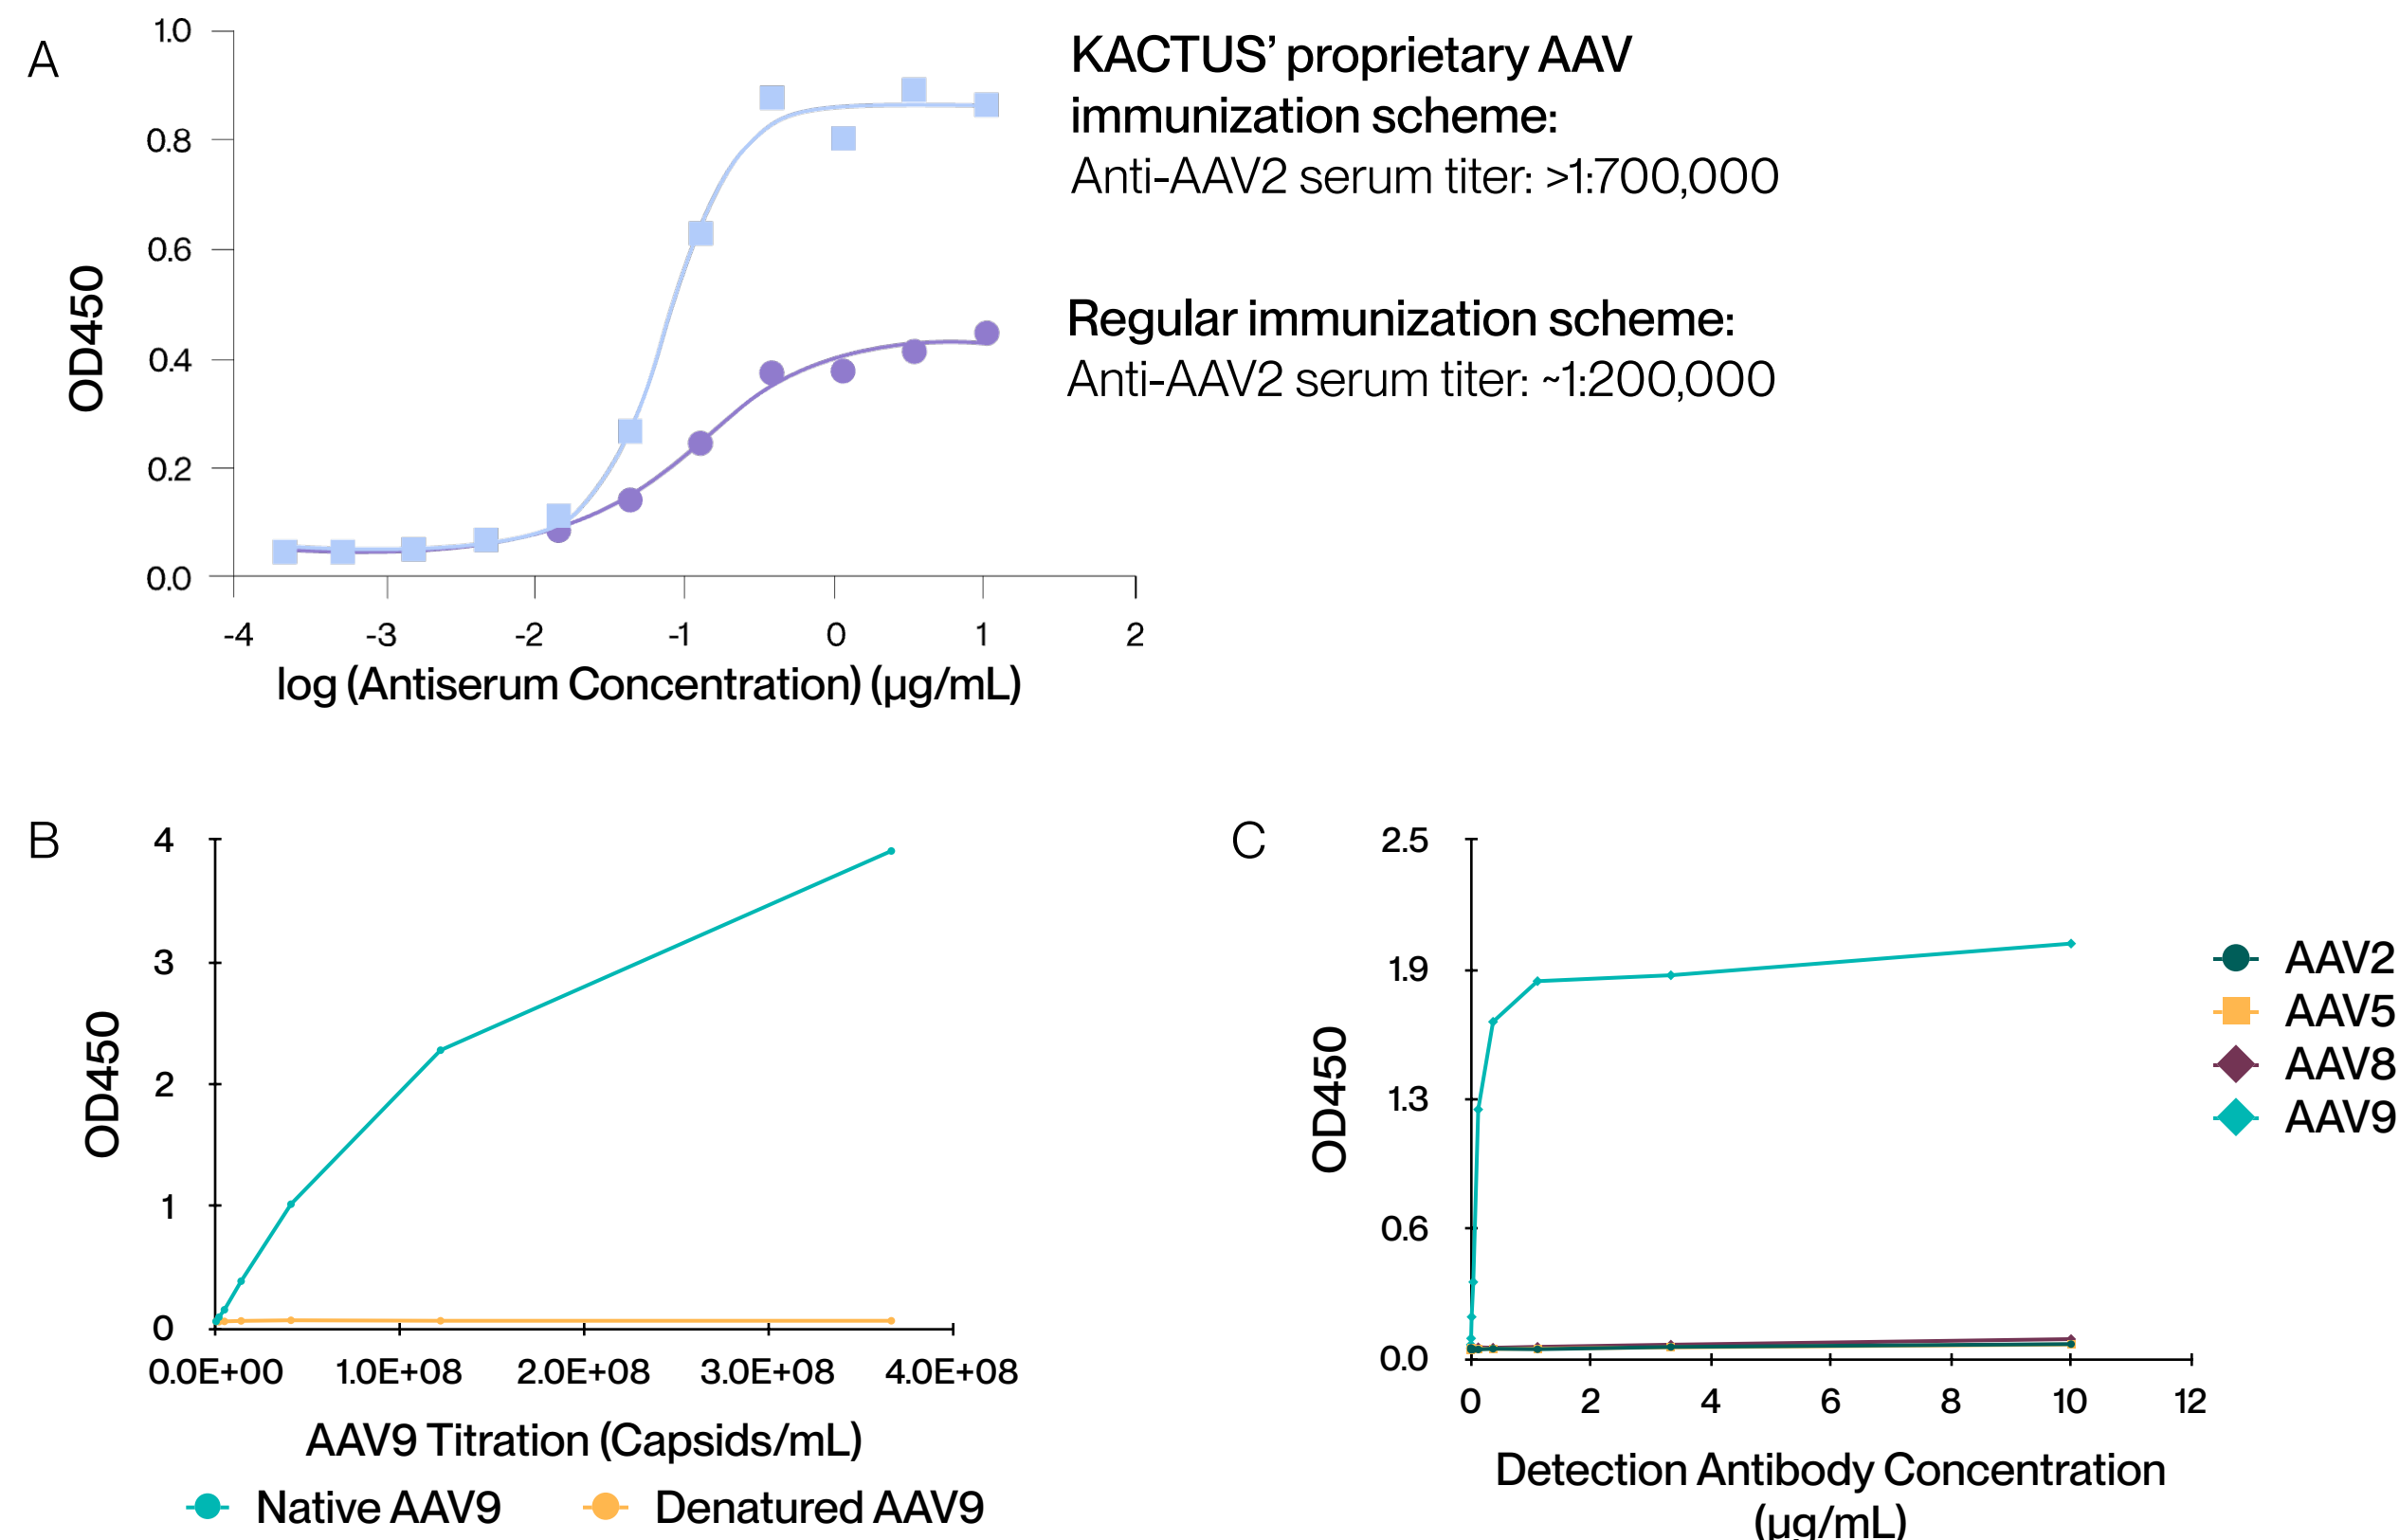 A
1.0
0.8
0.6
0.4
0.2
0.0
OD450
-4 -3 -2 -1 0 1 2
log (Antiserum Concentration) (µg/mL)
KACTUS’ proprietary AAV
immunization scheme:
Anti-AAV2 serum titer: >1:700,000
Regular immunization scheme:
Anti-AAV2 serum titer: ~1:200,000
B
4
3
2
1
0
OD450
0.0E+00 1.0E+08 2.0E+08 3.0E+08 4.0E+08
AAV9 Titration (Capsids/mL)
Native AAV9 Denatured AAV9
C
2.5
1.9
1.3
0.6
0.0
OD450
0 2 4 6 8 10 12
Detection Antibody Concentration
(µg/mL)
AAV2
AAV5
AAV8
AAV9